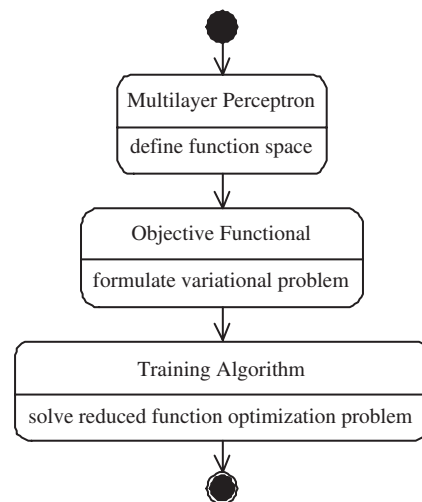 Multilayer Perceptron
define function space
Objective Functional
formulate variational problem
Training Algorithm
solve reduced function optimization problem